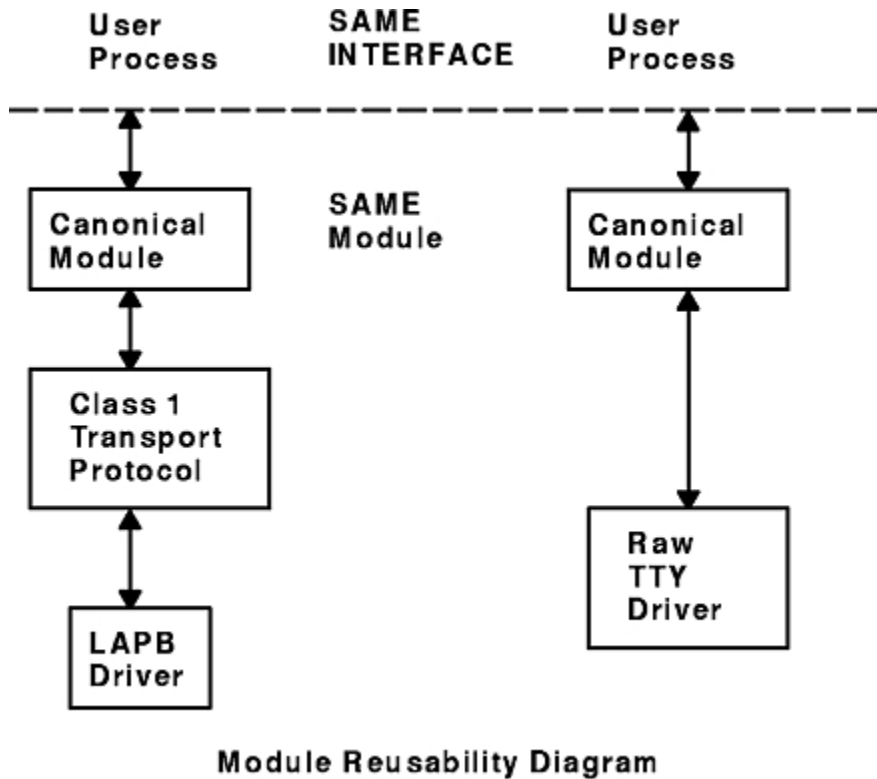 User
Process
SAME
INTERFACE
User
Process
Canonical
Module
SAME
Module
Canonical
Module
Class 1
Transport
Protocol
Raw
TTY
Driver
LAPB
Driver
Module Reusability Diagram